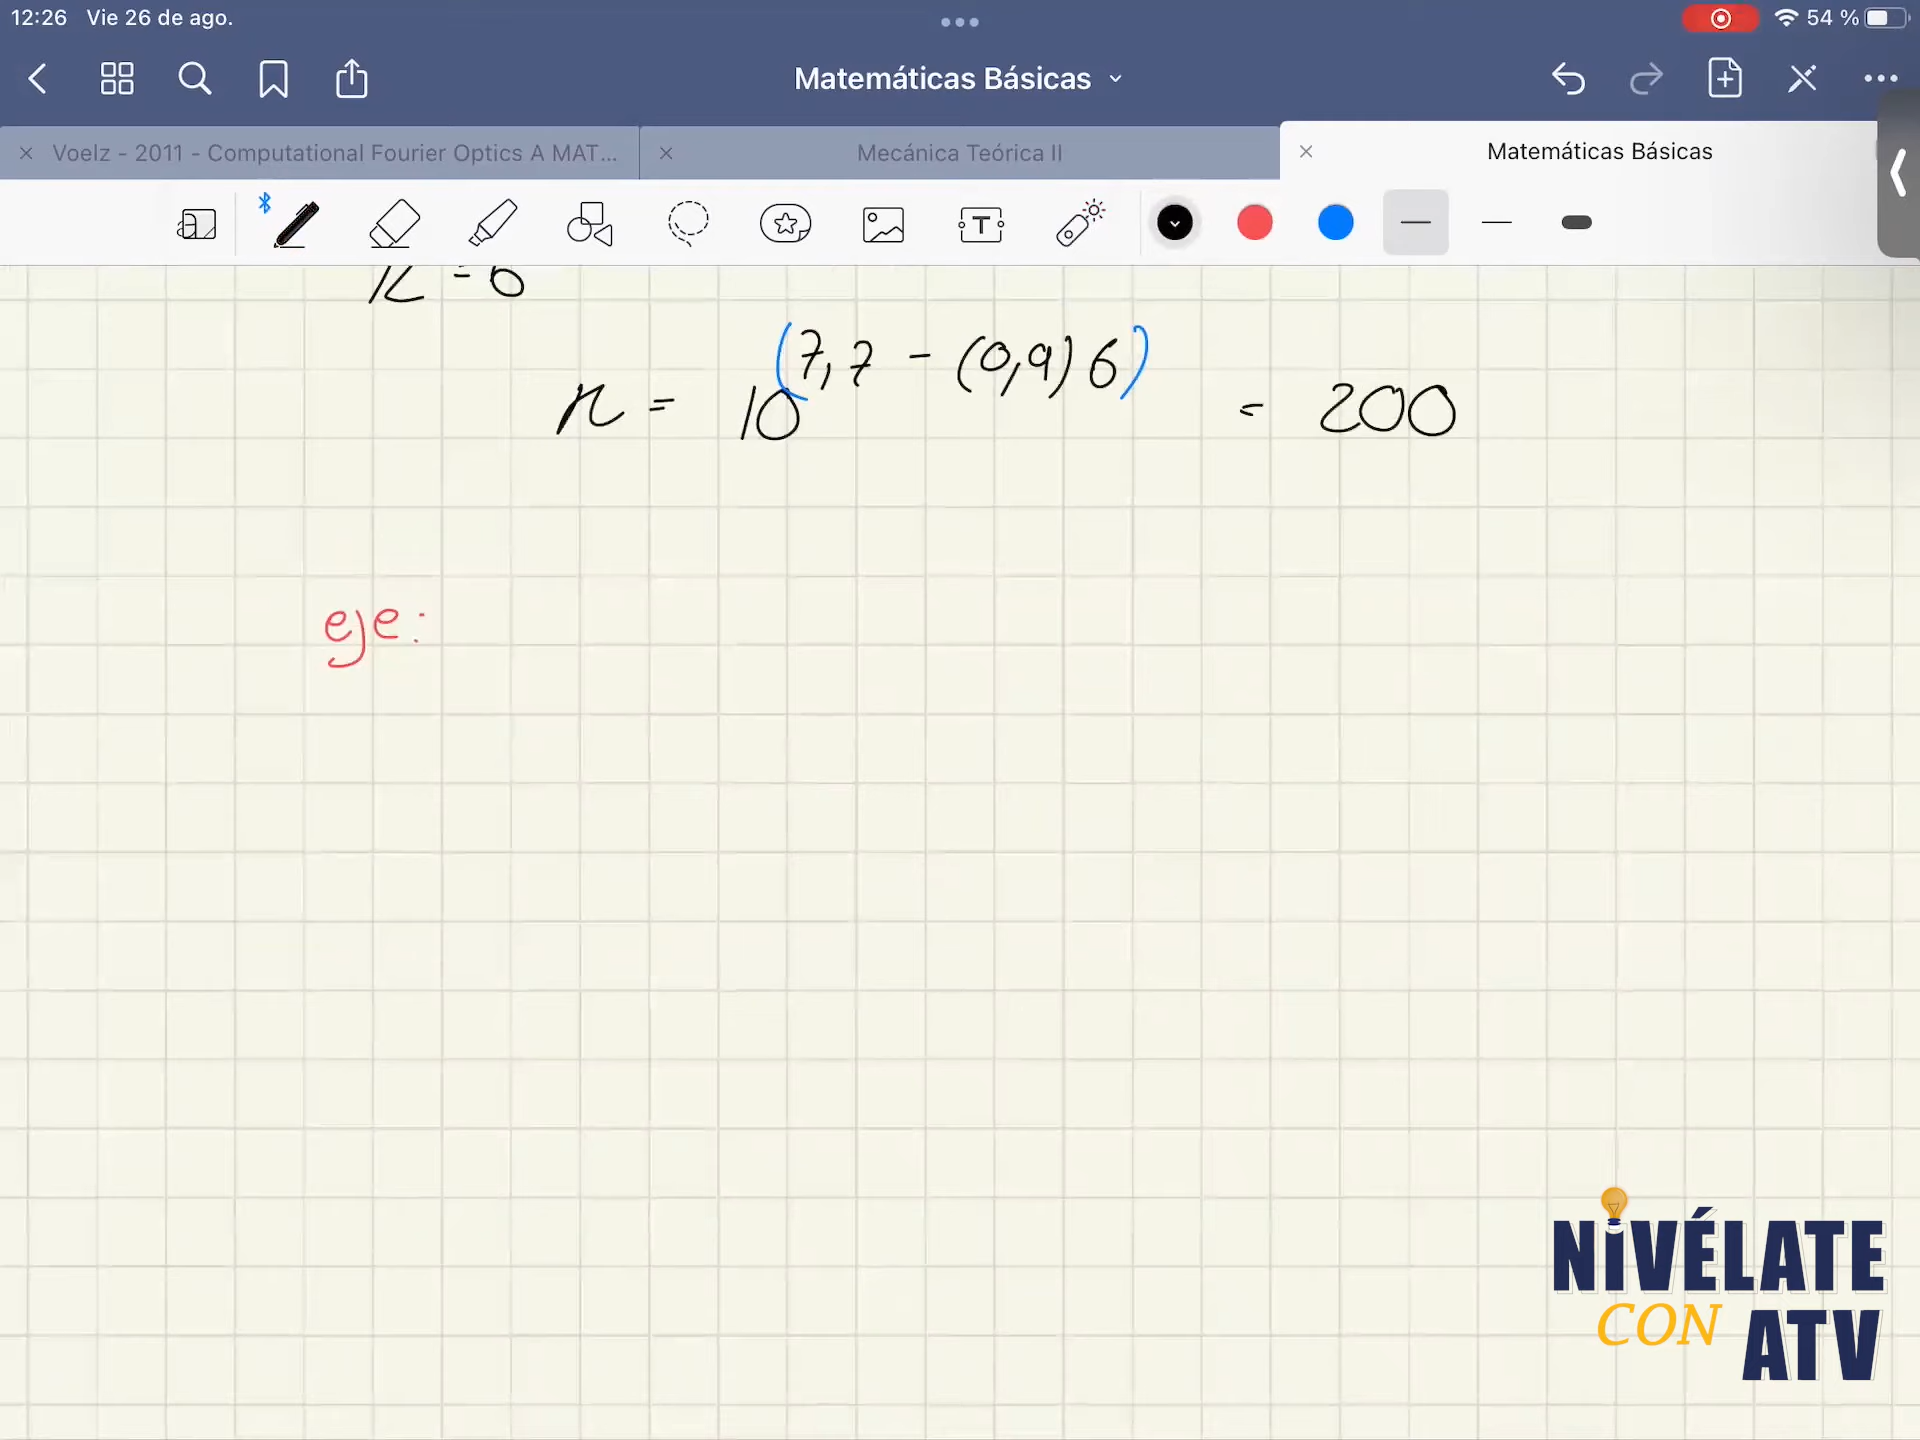 12:26 Vie 26 de ago.
54 %
Matemáticas Básicas
Voelz - 2011 - Computational Fourier Optics A MAT...
Mecánica Teórica II
Matemáticas Básicas
= 6
n = 10^(7,7 - (0,9)6) = 200
eje:
NIVÉLATE
CON
ATV